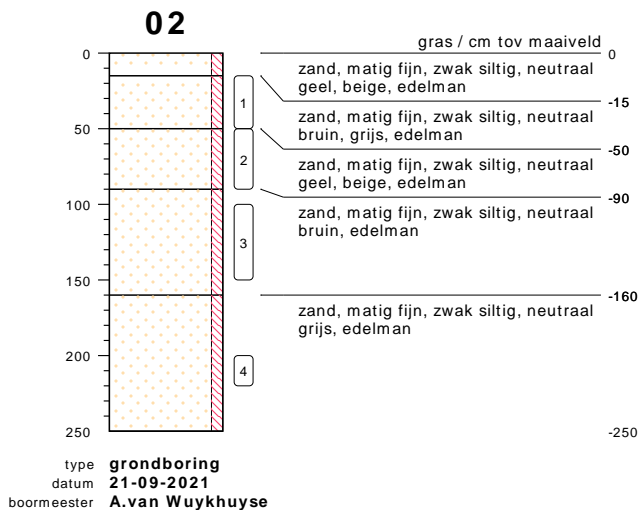 02
gras / cm tov maaiveld
0
0
zand, matig fijn, zwak siltig, neutraal
geel, beige, edelman
-15
1
zand, matig fijn, zwak siltig, neutraal
bruin, grijs, edelman
50
-50
2
zand, matig fijn, zwak siltig, neutraal
geel, beige, edelman
-90
100
zand, matig fijn, zwak siltig, neutraal
bruin, edelman
3
150
-160
zand, matig fijn, zwak siltig, neutraal
grijs, edelman
200
4
250
-250
type grondboring
datum 21-09-2021
boormeester A.van Wuykhuyse